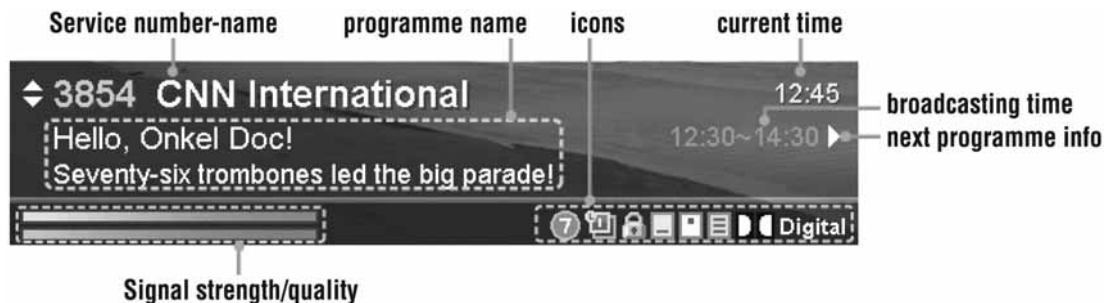 Service number-name programme name icons current time
3854 CNN International 12:45
broadcasting time
Hello, Onkel Doc! 12:30~14:30 next programme info
Seventy-six trombones led the big parade!
7 Digital
Signal strength/quality